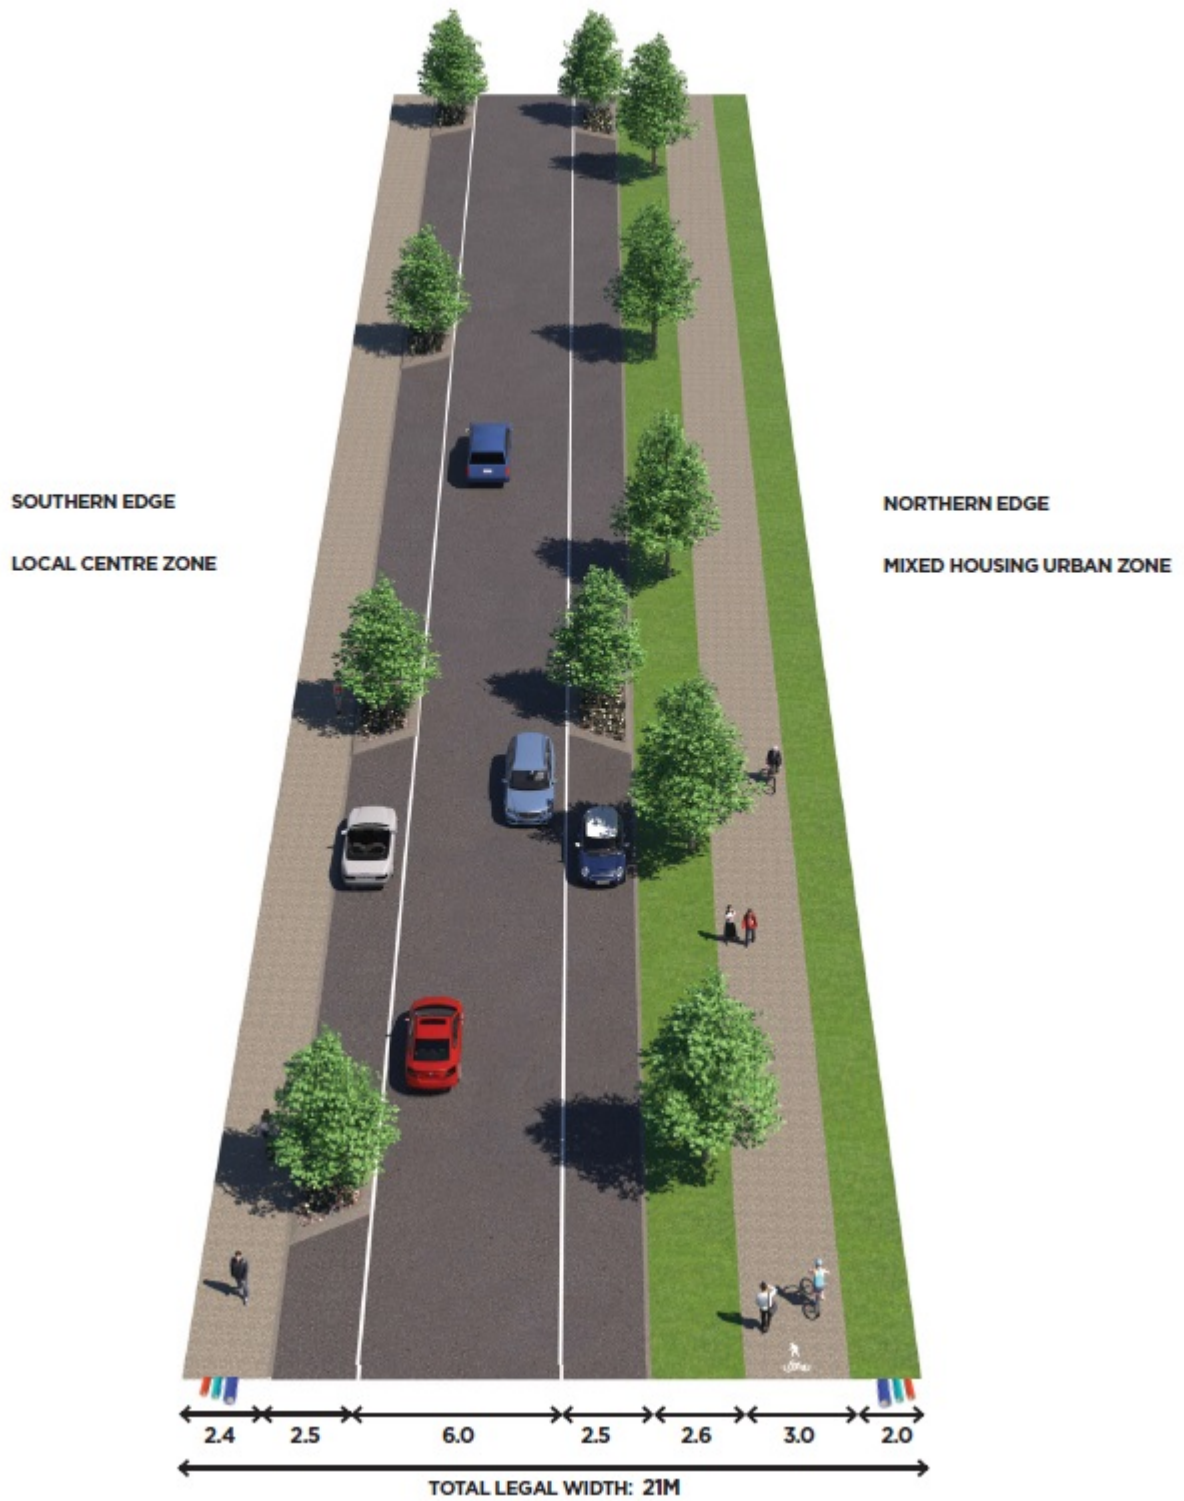 SOUTHERN EDGE
LOCAL CENTRE ZONE
NORTHERN EDGE
MIXED HOUSING URBAN ZONE
2.4 2.5 6.0 2.5 2.6 3.0 2.0
TOTAL LEGAL WIDTH: 21M